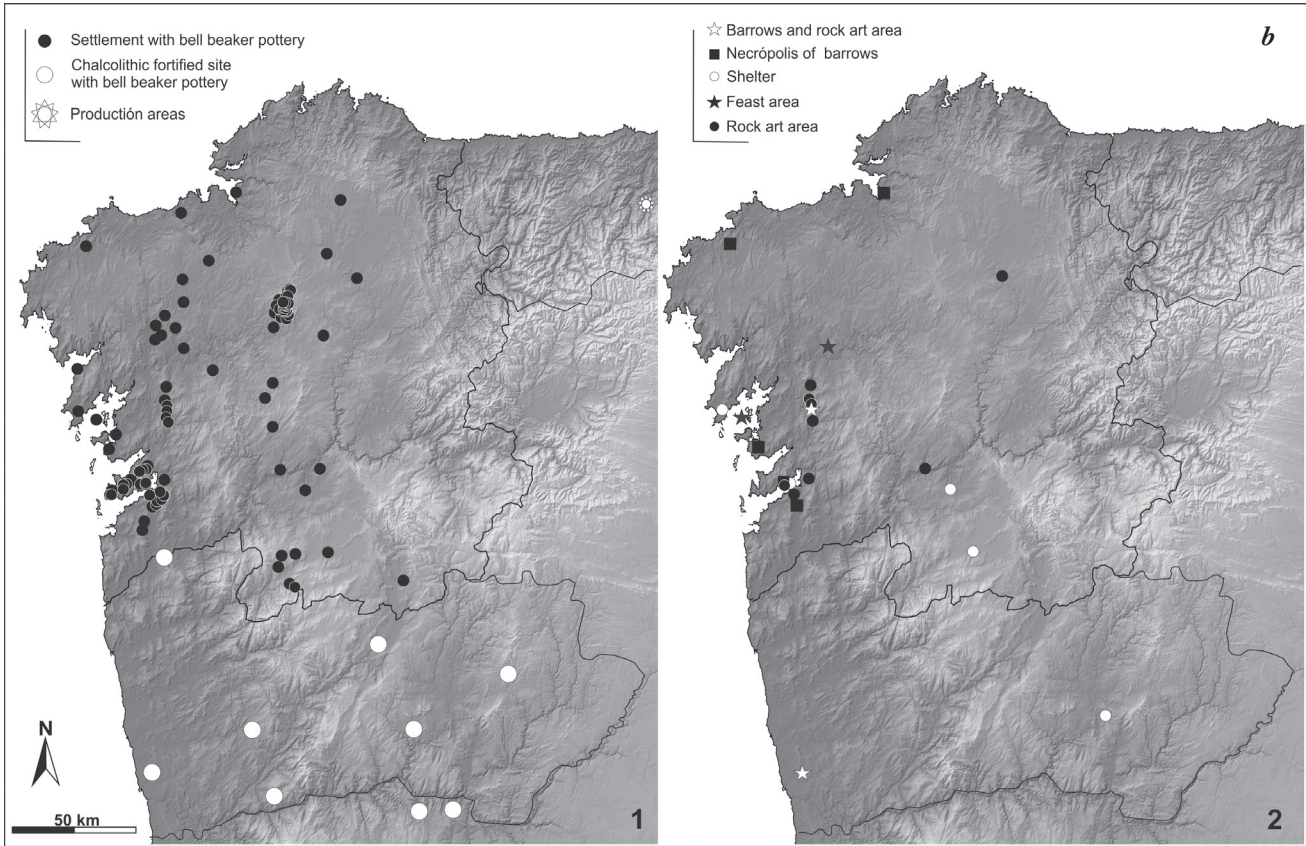 Settlement with bell beaker pottery
Chalcolithic fortified site
with bell beaker pottery
Productión areas
N
50 km
1
Barrows and rock art area
Necrópolis of barrows
Shelter
Feast area
Rock art area
b
2